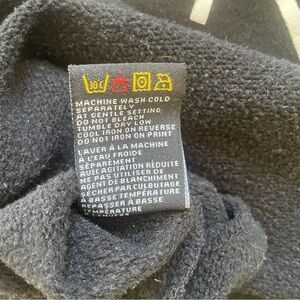 30C
MACHINE WASH COLD
SEPARATELY
AT GENTLE SETTING
DO NOT BLEACH
TUMBLE DRY LOW
COOL IRON ON REVERSE
DO NOT IRON ON PRINT
LAVER À LA MACHINE
À L'EAU FROIDE
SÉPARÉMENT
AVEC AGITATION RÉDUITE
NE PAS UTILISER DE
AGENT DE BLANCHIMENT
SÉCHER PAR CULBUTAGE
À BASSE TEMPÉRATURE
REPASSER À BASSE
TEMPÉRATURE